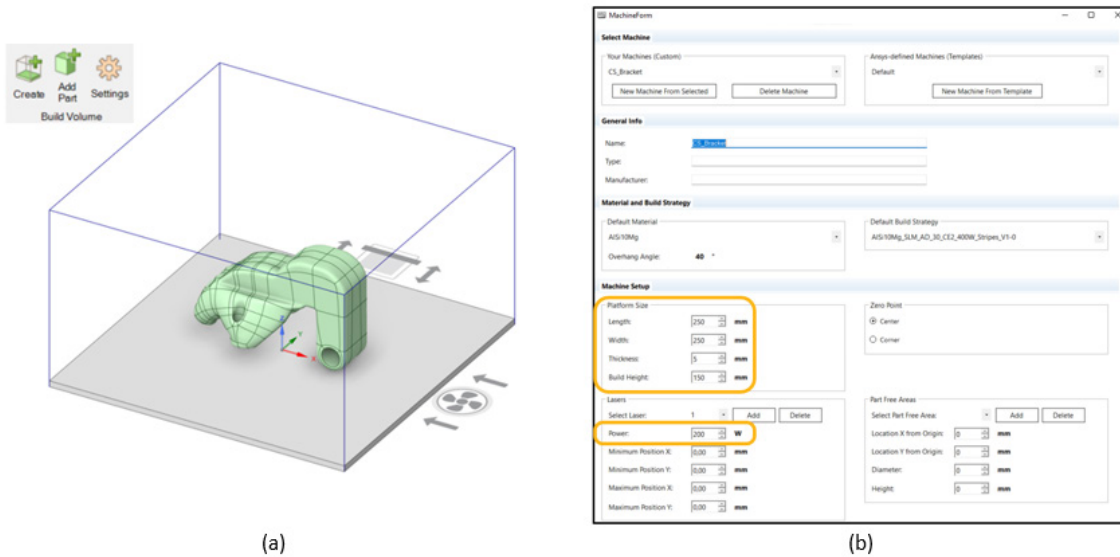 Create Add Part Settings
Build Volume
Z
Y
X
(a)
MachineForm
Select Machine
Your Machines (Custom)
CS_Bracket
New Machine From Selected Delete Machine
Ansys-defined Machines (Templates)
Default
New Machine From Template
General Info
Name: CS_Bracket
Type:
Manufacturer:
Material and Build Strategy
Default Material
AlSi10Mg
Overhang Angle: 40 °
Default Build Strategy
AlSi10Mg_SLM_AD_30_CE2_400W_Stripes_V1-0
Machine Setup
Platform Size
Length: 250 mm
Width: 250 mm
Thickness: 5 mm
Build Height: 150 mm
Zero Point
Center
Corner
Lasers
Select Laser: 1 Add Delete
Power: 200 W
Minimum Position X: 0,00 mm
Minimum Position Y: 0,00 mm
Maximum Position X: 0,00 mm
Maximum Position Y: 0,00 mm
Part Free Areas
Select Part Free Area: Add Delete
Location X from Origin: 0 mm
Location Y from Origin: 0 mm
Diameter: 0 mm
Height: 0 mm
(b)